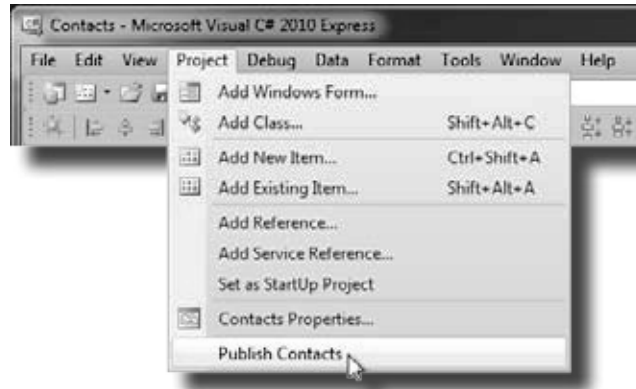 Contacts - Microsoft Visual C# 2010 Express
File Edit View Project Debug Data Format Tools Window Help
Add Windows Form...
Add Class... Shift+Alt+C
Add New Item... Ctrl+Shift+A
Add Existing Item... Shift+Alt+A
Add Reference...
Add Service Reference...
Set as StartUp Project
Contacts Properties...
Publish Contacts